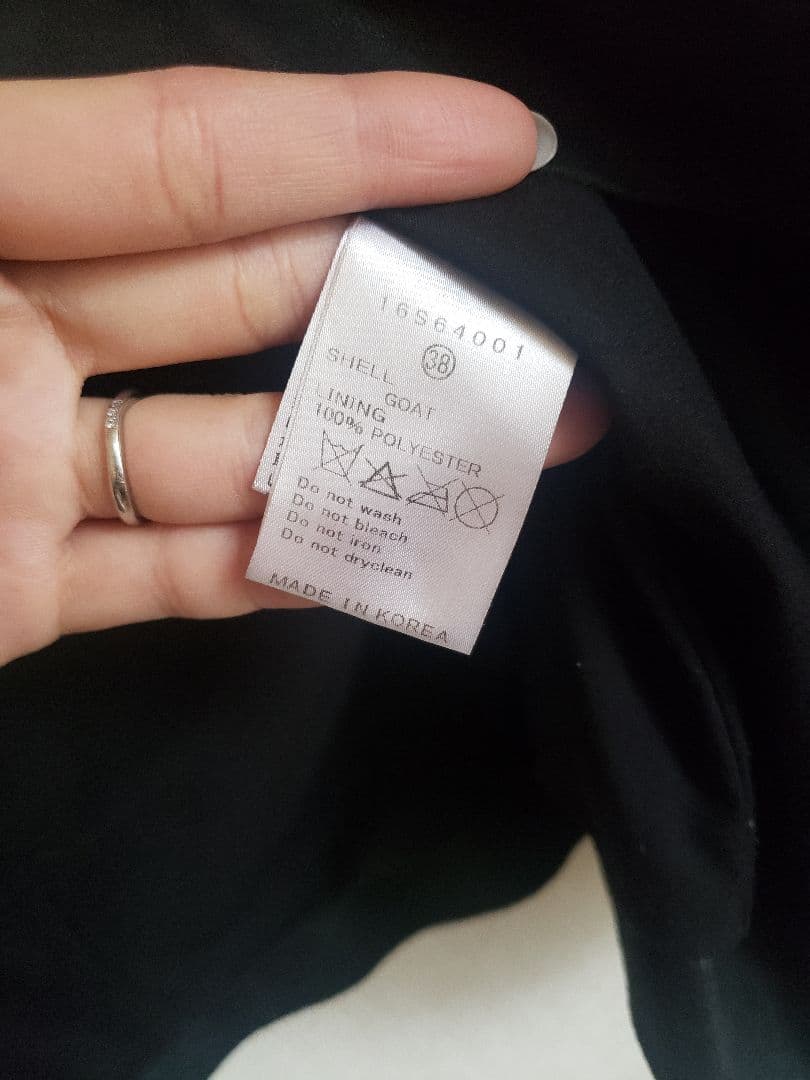 16S64001
38
SHELL
GOAT
LINING
100% POLYESTER
Do not wash
Do not bleach
Do not iron
Do not dryclean
MADE IN KOREA